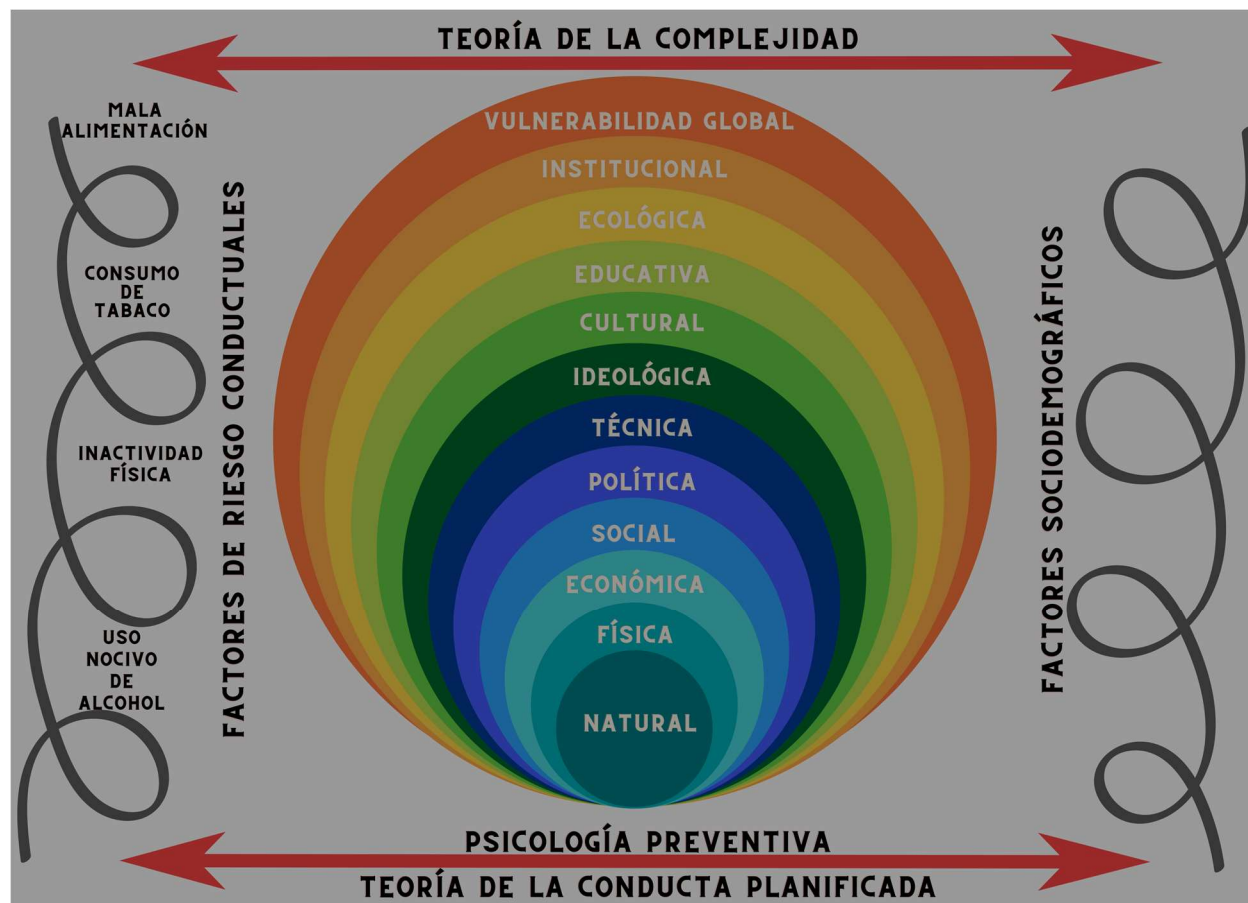 TEORÍA DE LA COMPLEJIDAD
MALA
ALIMENTACIÓN
CONSUMO
DE
TABACO
INACTIVIDAD
FÍSICA
USO
NOCIVO
DE
ALCOHOL
FACTORES DE RIESGO CONDUCTUALES
VULNERABILIDAD GLOBAL
INSTITUCIONAL
ECOLÓGICA
EDUCATIVA
CULTURAL
IDEOLÓGICA
TÉCNICA
POLÍTICA
SOCIAL
ECONÓMICA
FÍSICA
NATURAL
FACTORES SOCIODEMOGRÁFICOS
PSICOLOGÍA PREVENTIVA
TEORÍA DE LA CONDUCTA PLANIFICADA